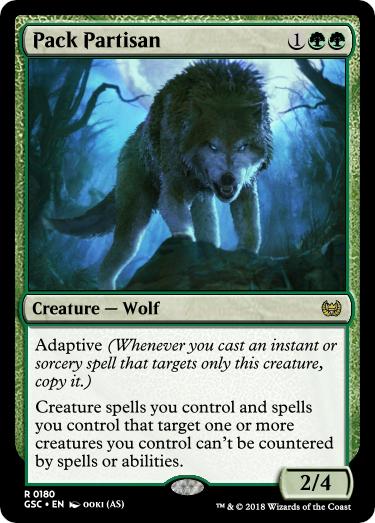 Pack Partisan 1
Creature — Wolf
Adaptive (Whenever you cast an instant or
sorcery spell that targets only this creature,
copy it.)
Creature spells you control and spells
you control that target one or more
creatures you control can't be countered
by spells or abilities.
2/4
R 0180
GSC • EN OOKI (AS)
™ & © 2018 Wizards of the Coast